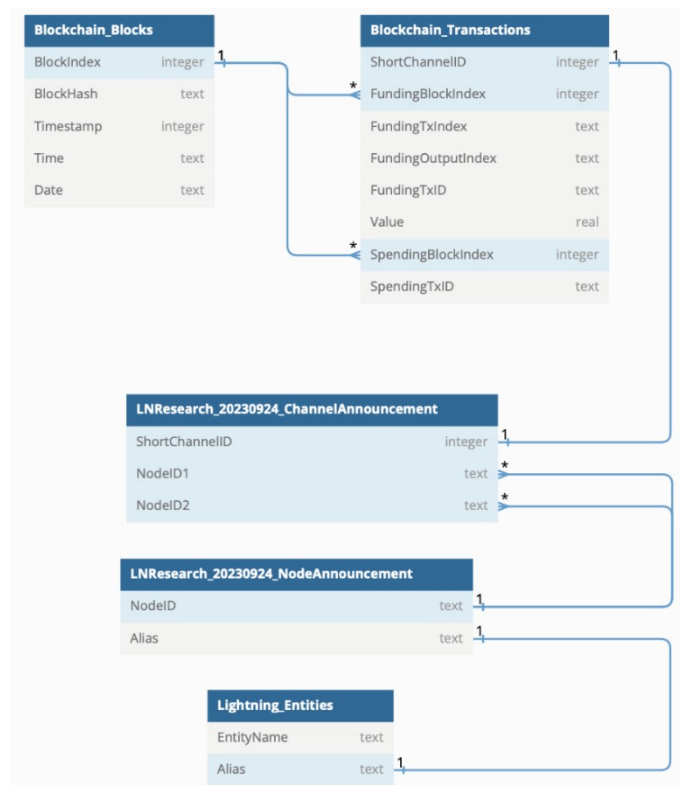 Blockchain_Blocks
BlockIndex integer 1
BlockHash text
Timestamp integer
Time text
Date text
Blockchain_Transactions
ShortChannelID integer 1
* FundingBlockIndex integer
FundingTxIndex text
FundingOutputIndex text
FundingTxID text
Value real
* SpendingBlockIndex integer
SpendingTxID text
LNResearch_20230924_ChannelAnnouncement
ShortChannelID integer 1
NodeID1 text *
NodeID2 text *
LNResearch_20230924_NodeAnnouncement
NodeID text 1
Alias text 1
Lightning_Entities
EntityName text
Alias text 1